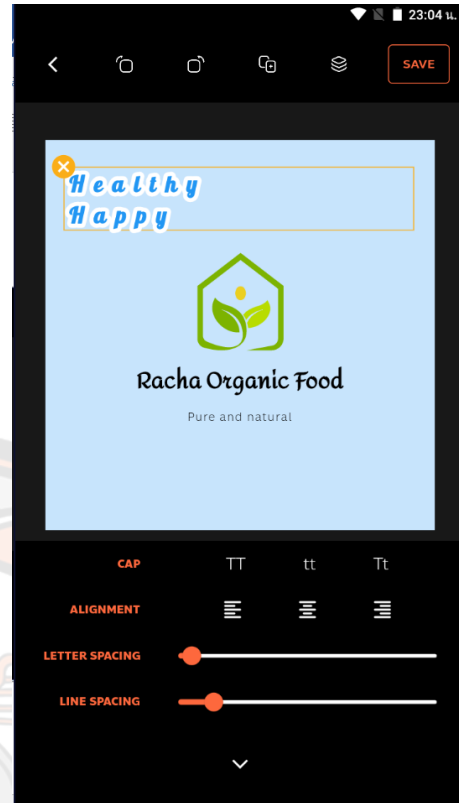 23:04 น.
SAVE
Healthy
Happy
Racha Organic Food
Pure and natural
CAP TT tt Tt
ALIGNMENT
LETTER SPACING
LINE SPACING